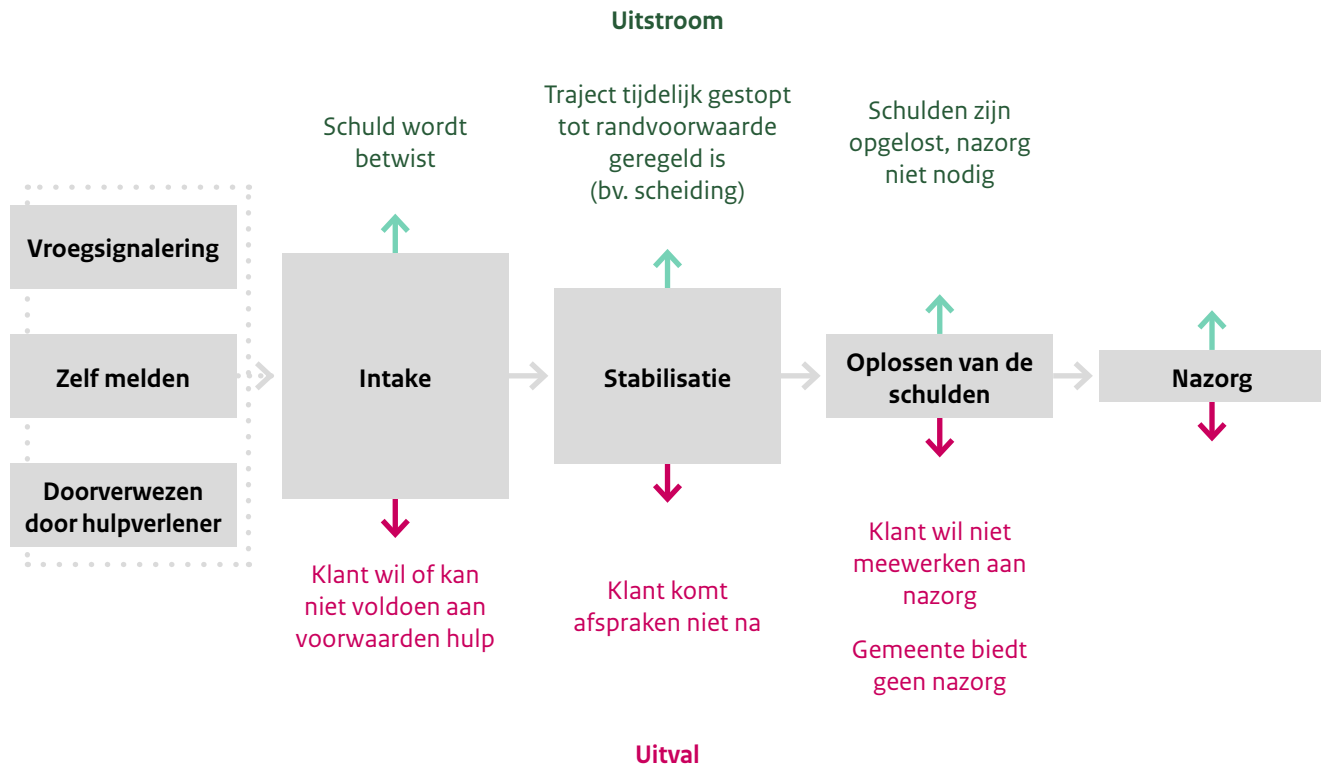 Uitstroom
Schuld wordt
betwist
Traject tijdelijk gestopt
tot randvoorwaarde
geregeld is
(bv. scheiding)
Schulden zijn
opgelost, nazorg
niet nodig
Vroegsignalering
Zelf melden
Doorverwezen
door hulpverlener
Intake
Stabilisatie
Oplossen van de
schulden
Nazorg
Klant wil of kan
niet voldoen aan
voorwaarden hulp
Klant komt
afspraken niet na
Klant wil niet
meewerken aan
nazorg
Gemeente biedt
geen nazorg
Uitval